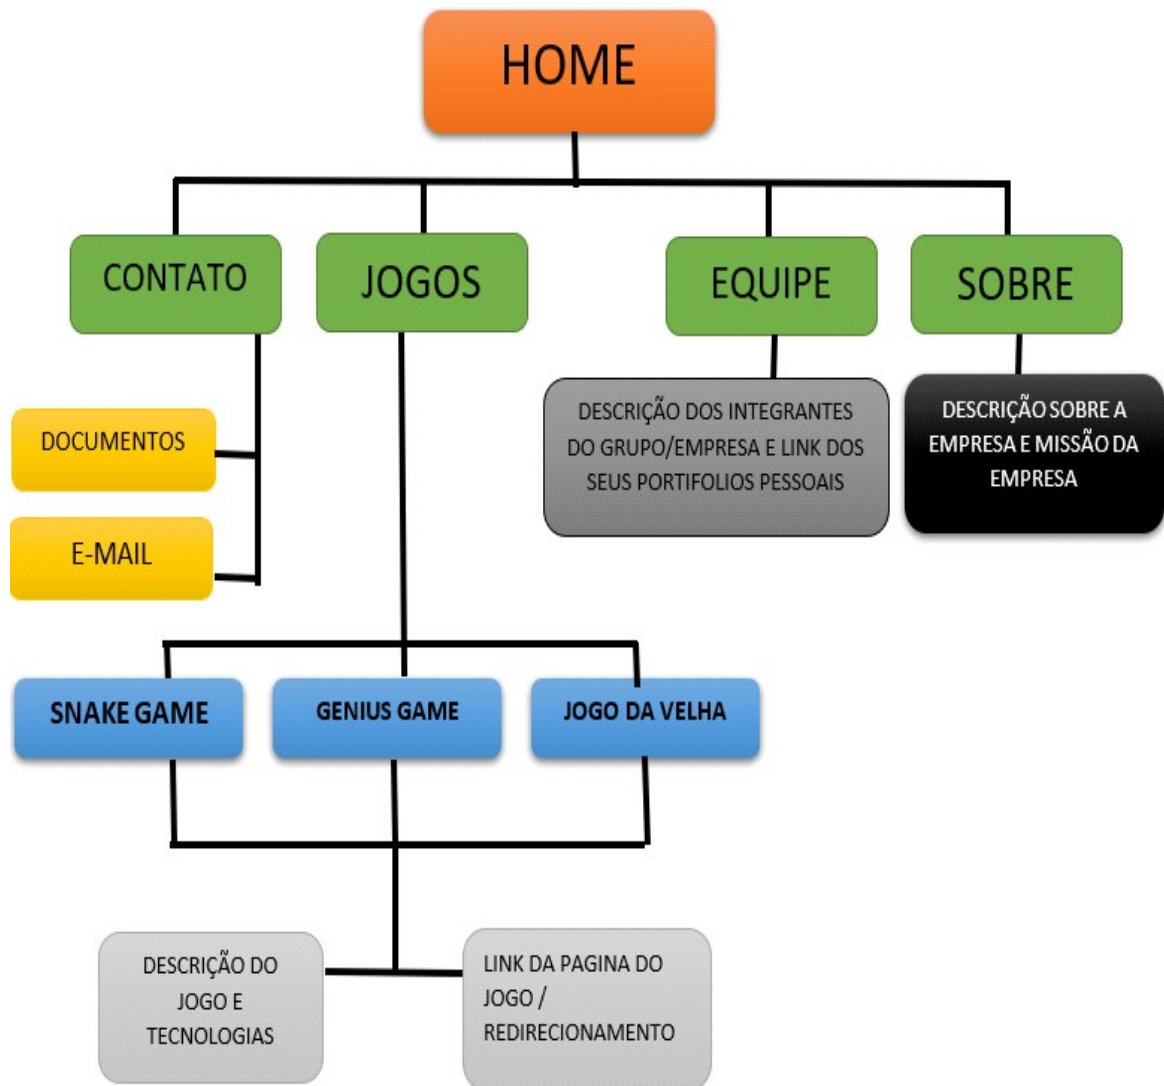 HOME
CONTATO
JOGOS
EQUIPE
SOBRE
DOCUMENTOS
E-MAIL
DESCRIÇÃO DOS INTEGRANTES
DO GRUPO/EMPRESA E LINK DOS
SEUS PORTIFOLIOS PESSOAIS
DESCRIÇÃO SOBRE A
EMPRESA E MISSÃO DA
EMPRESA
SNAKE GAME
GENIUS GAME
JOGO DA VELHA
DESCRIÇÃO DO
JOGO E
TECNOLOGIAS
LINK DA PAGINA DO
JOGO /
REDIRECIONAMENTO